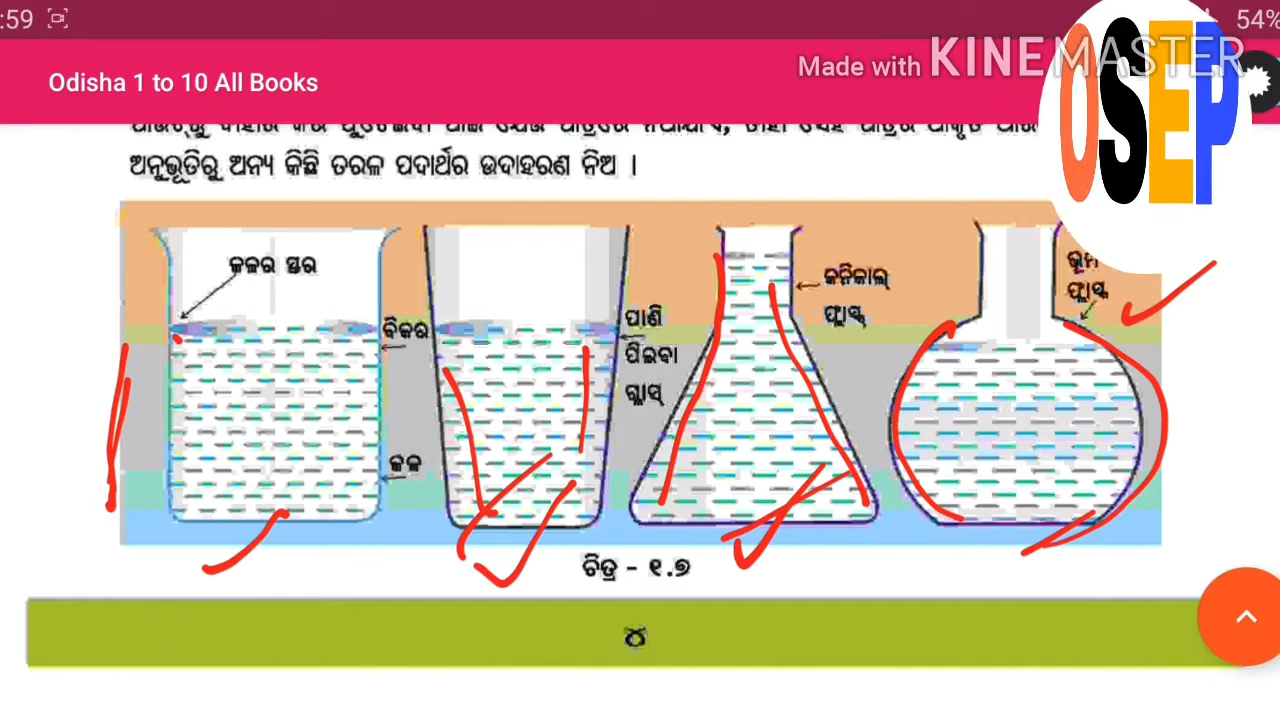 :59
54%
Made with KINEMASTER
Odisha 1 to 10 All Books
OSEP
ଅନୁଭୂତିରୁ ଅନ୍ୟ କିଛି ତରଳ ପଦାର୍ଥର ଉଦାହରଣ ନିଅ ।
ଜଳର ସ୍ତର
ବିକର
ଜଳ
ପାଣି
ପିଇବା
ଗ୍ଲାସ୍
କନିକାଲ୍
ଫ୍ଲାସ୍କ
ଫ୍ଲାସ୍କ
ଚିତ୍ର - ୧.୭
୪